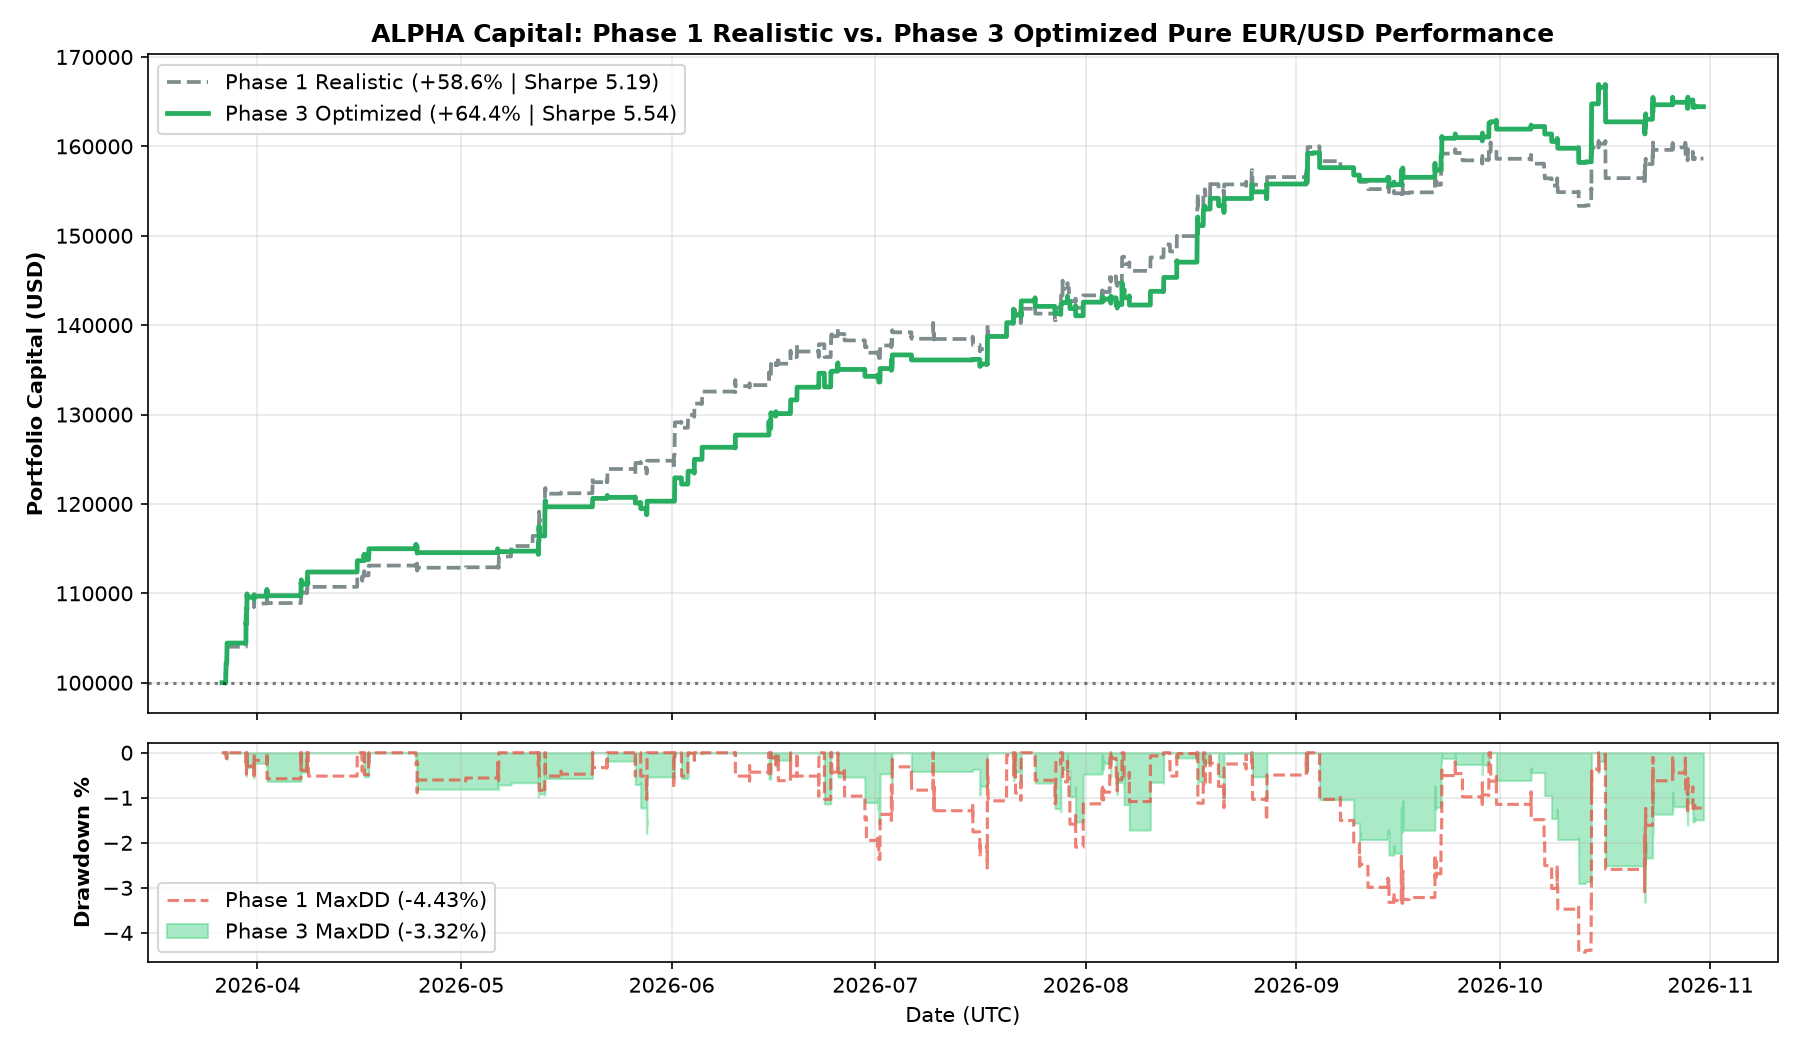 ALPHA Capital: Phase 1 Realistic vs. Phase 3 Optimized Pure EUR/USD Performance
170000
160000
150000
140000
130000
120000
110000
100000
Portfolio Capital (USD)
Phase 1 Realistic (+58.6% | Sharpe 5.19)
Phase 3 Optimized (+64.4% | Sharpe 5.54)
0
−1
−2
−3
−4
Drawdown %
Phase 1 MaxDD (-4.43%)
Phase 3 MaxDD (-3.32%)
2026-04
2026-05
2026-06
2026-07
2026-08
2026-09
2026-10
2026-11
Date (UTC)